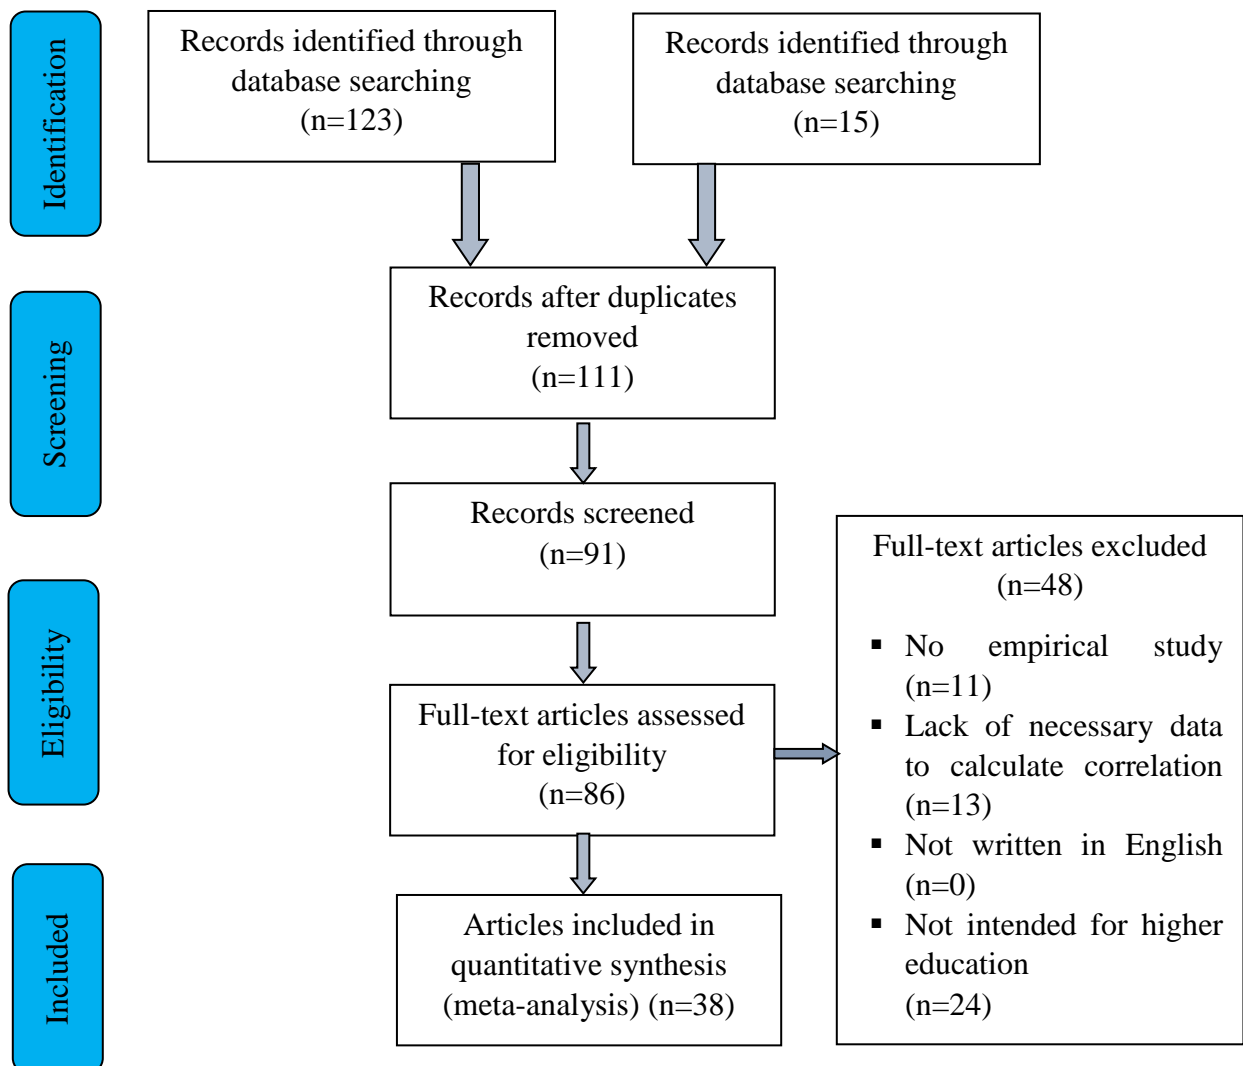 Identification
Records identified through
database searching
(n=123)
Records identified through
database searching
(n=15)
Screening
Records after duplicates
removed
(n=111)
Records screened
(n=91)
Eligibility
Full-text articles assessed
for eligibility
(n=86)
Full-text articles excluded
(n=48)
▪ No empirical study
(n=11)
▪ Lack of necessary data
to calculate correlation
(n=13)
▪ Not written in English
(n=0)
▪ Not intended for higher
education
(n=24)
Included
Articles included in
quantitative synthesis
(meta-analysis) (n=38)